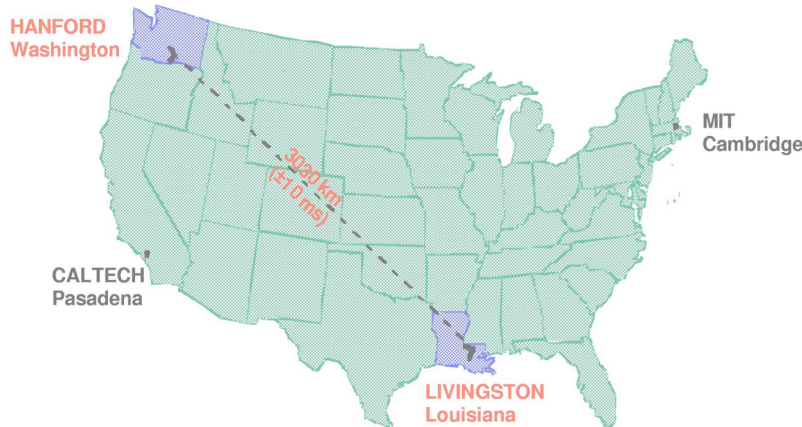 HANFORD
Washington
MIT
Cambridge
3030 km
(±10 ms)
CALTECH
Pasadena
LIVINGSTON
Louisiana